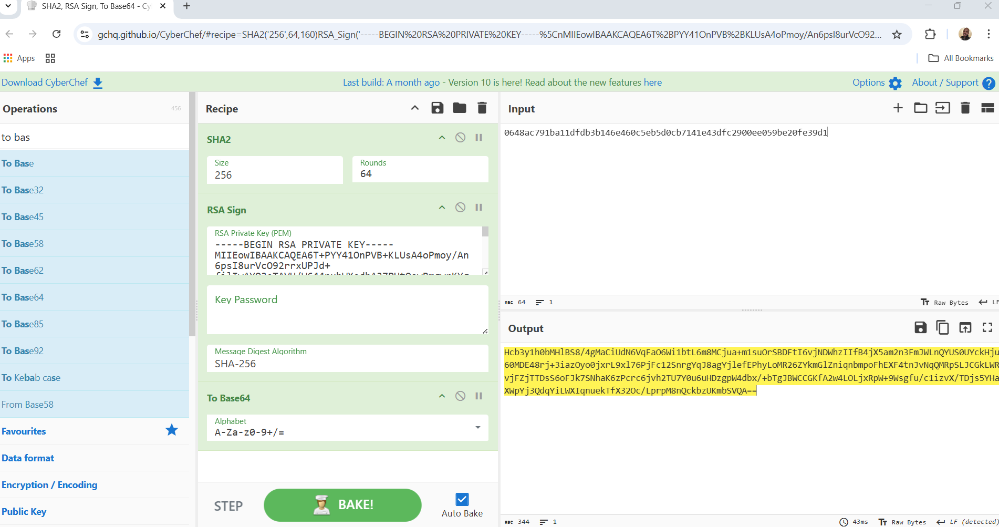 SHA2, RSA Sign, To Base64 - Cy
gchq.github.io/CyberChef/#recipe=SHA2('256',64,160)RSA_Sign('-----BEGIN%20RSA%20PRIVATE%20KEY-----%5CnMIIEowIBAAKCAQEA6T%2BPYY41OnPVB%2BKLUsA4oPmoy/An6psI8urVcO92...
Apps
All Bookmarks
Download CyberChef
Last build: A month ago - Version 10 is here! Read about the new features here
Options
About / Support
Operations
456
to bas
To Base
To Base32
To Base45
To Base58
To Base62
To Base64
To Base85
To Base92
To Kebab case
From Base58
Favourites
Data format
Encryption / Encoding
Public Key
Recipe
SHA2
Size
256
Rounds
64
RSA Sign
RSA Private Key (PEM)
-----BEGIN RSA PRIVATE KEY-----
MIIEowIBAAKCAQEA6T+PYY41OnPVB+KLUsA4oPmoy/An
6psI8urVcO92rrxUPJd+
Key Password
Message Digest Algorithm
SHA-256
To Base64
Alphabet
A-Za-z0-9+/=
STEP
BAKE!
Auto Bake
Input
0648ac791ba11dfdb3b146e460c5eb5d0cb7141e43dfc2900ee059be20fe39d1
ABC 64 1
Raw Bytes
LF
Output
Hcb3y1h0bMHlBS8/4gMaCiUdN6VqFaO6Wi1btL6m8MCjua+m1suOrSBDFtI6vjNDWhzIIfB4jX5am2n3FmJWLnQYUS0UYckHju
60MDE48rj+3iazOyo0jxrL9xl76PjFc12SnrgYqJ8agYjlefEPhyLoMR26ZYkmGlZniqnbmpoFhEXF4tnJvNqQMRpSLJCGkLWR
vjFZjTTDsS6oFJk7SNhaK6zPcrc6jvh2TU7Y0u6uHDzgpW4dbx/+bTgJBWCCGKfA2w4LOLjxRpW+9Wsgfu/c1izvX/TDjs5YHa
XWpYj3QdqYiLWXIqnuekTfX32Oc/LprpM8nQckbzUKmbSVQA==
ABC 344 1
43ms
Raw Bytes
LF (detected)